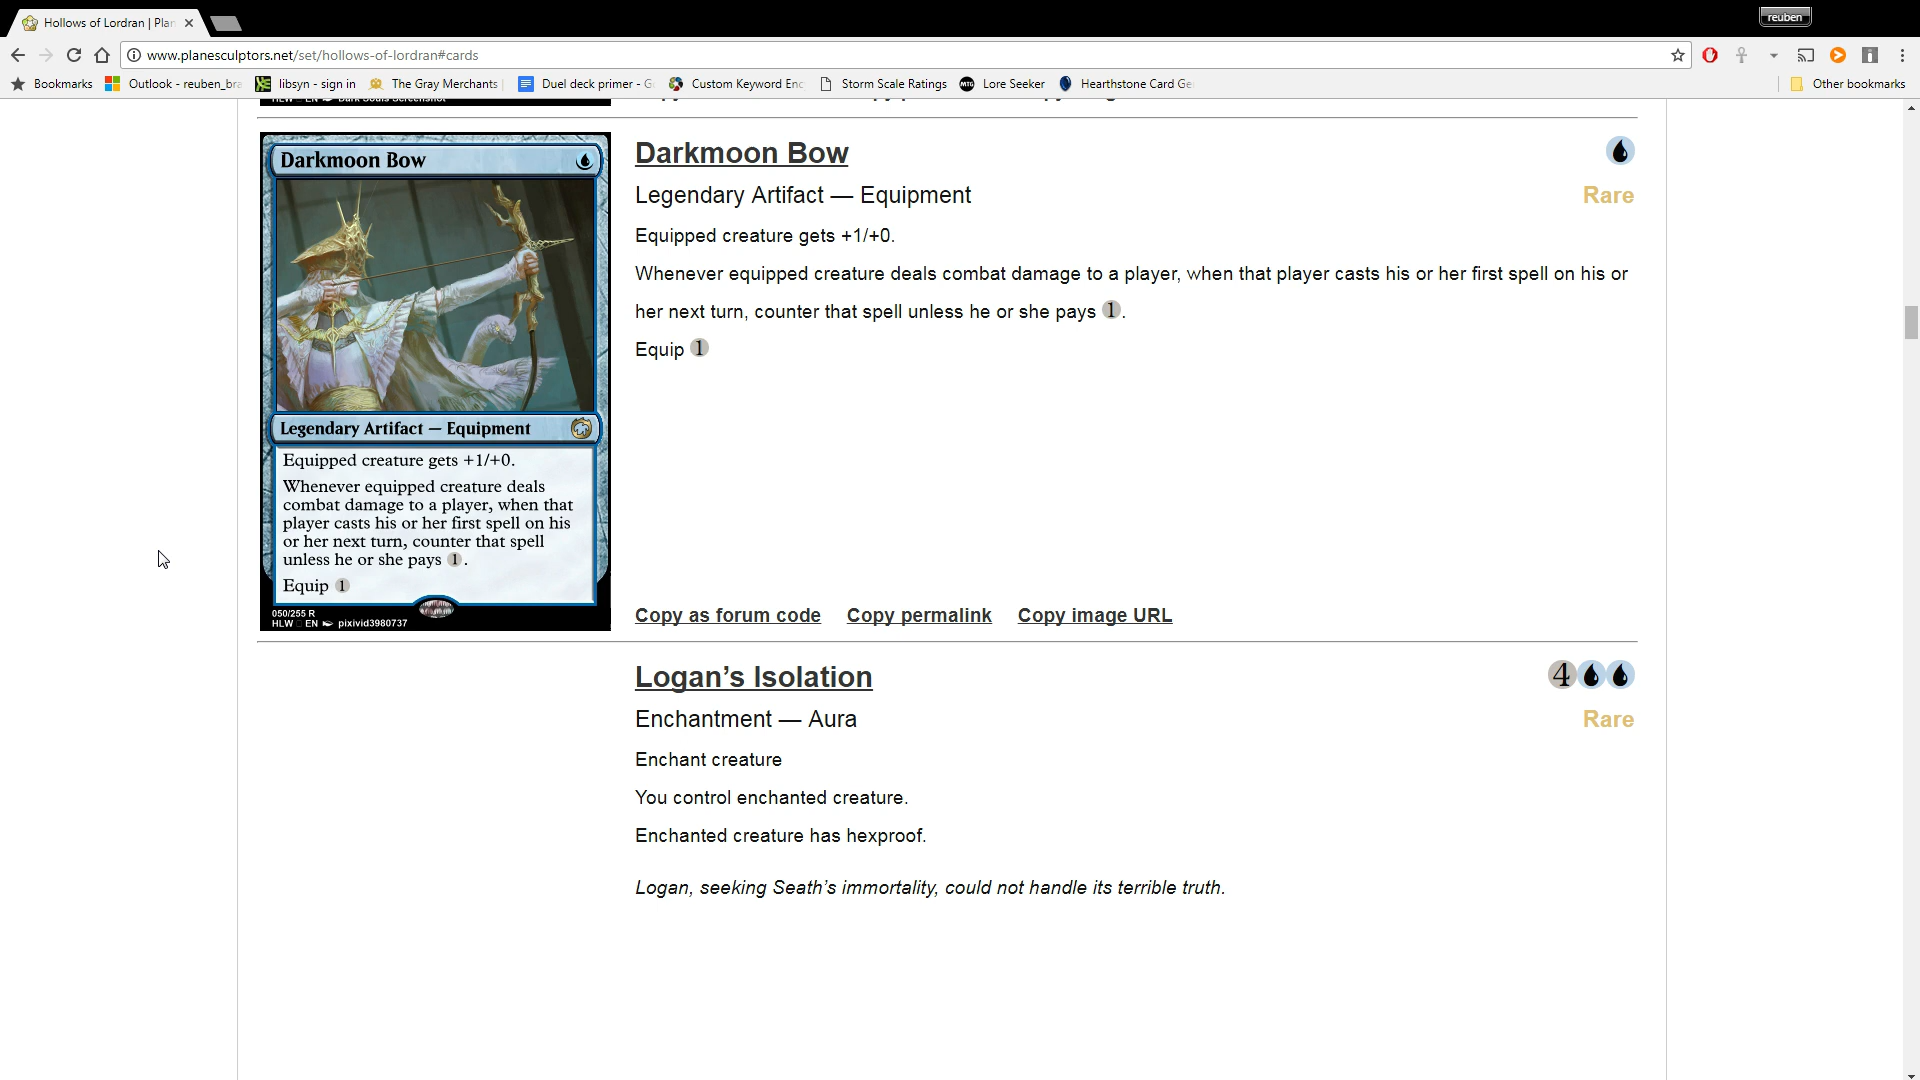 Hollows of Lordran | Plan
reuben
www.planesculptors.net/set/hollows-of-lordran#cards
Bookmarks
Outlook - reuben_bra
libsyn - sign in
The Gray Merchants
Duel deck primer - G
Custom Keyword Enc
Storm Scale Ratings
MTG
Lore Seeker
Hearthstone Card Ge
Other bookmarks
Darkmoon Bow
Legendary Artifact — Equipment
Equipped creature gets +1/+0.
Whenever equipped creature deals
combat damage to a player, when that
player casts his or her first spell on his
or her next turn, counter that spell
unless he or she pays 1.
Equip 1
050/255 R
HLW EN pixivid3980737
Darkmoon Bow
Legendary Artifact — Equipment
Rare
Equipped creature gets +1/+0.
Whenever equipped creature deals combat damage to a player, when that player casts his or her first spell on his or
her next turn, counter that spell unless he or she pays 1.
Equip 1
Copy as forum code Copy permalink Copy image URL
Logan’s Isolation
4
Enchantment — Aura
Rare
Enchant creature
You control enchanted creature.
Enchanted creature has hexproof.
Logan, seeking Seath’s immortality, could not handle its terrible truth.